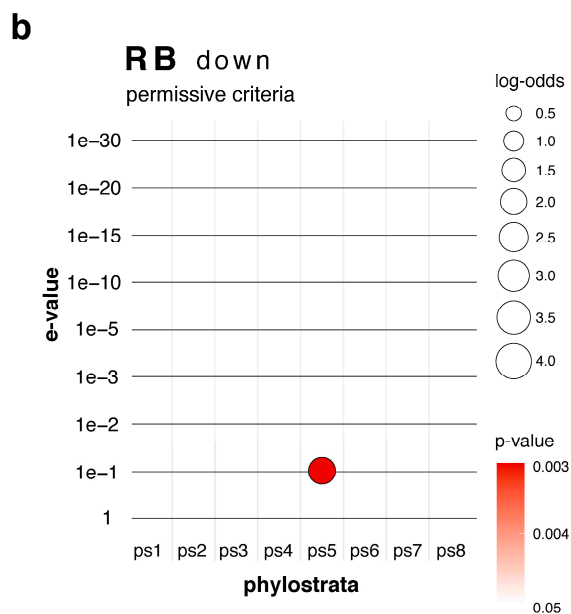 b
RB down
permissive criteria
log-odds
0.5
1.0
1.5
2.0
2.5
3.0
3.5
4.0
e-value
1e−30
1e−20
1e−15
1e−10
1e−5
1e−3
1e−2
1e−1
1
ps1 ps2 ps3 ps4 ps5 ps6 ps7 ps8
phylostrata
p-value
0.003
0.004
0.05